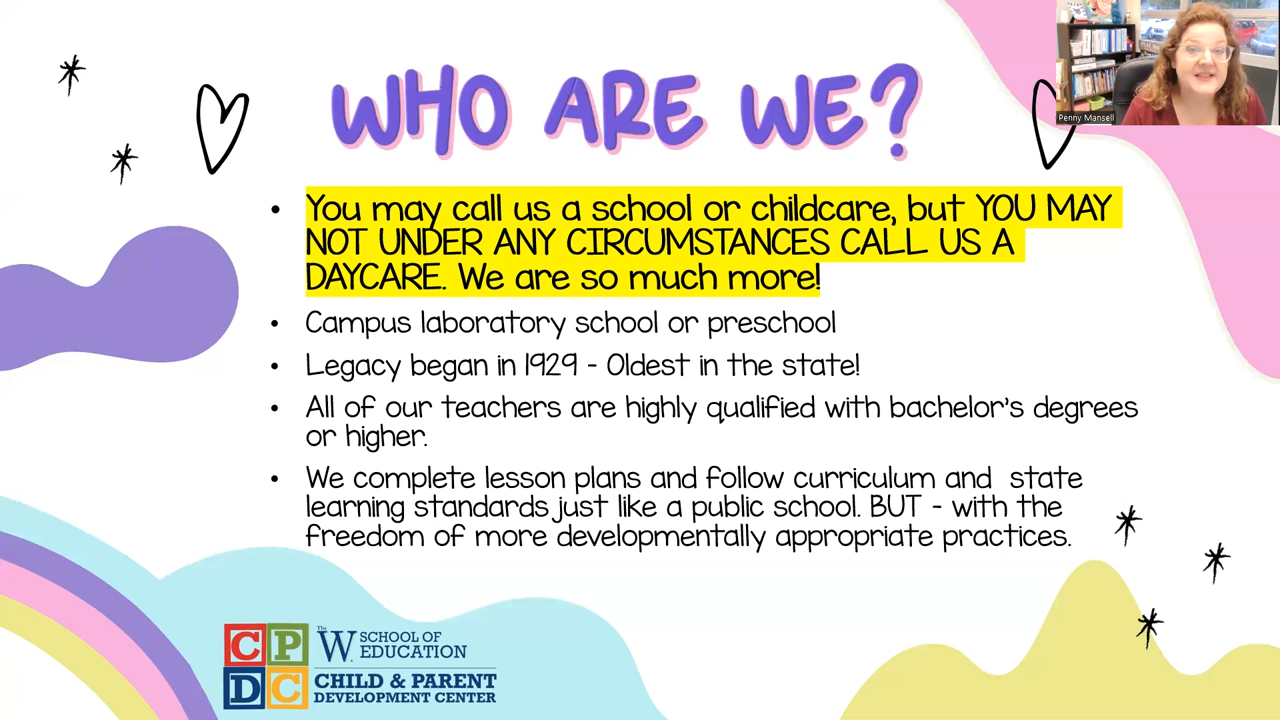 WHO ARE WE?
Penny Mansell
• You may call us a school or childcare, but YOU MAY
NOT UNDER ANY CIRCUMSTANCES CALL US A
DAYCARE. We are so much more!
• Campus laboratory school or preschool
• Legacy began in 1929 - Oldest in the state!
• All of our teachers are highly qualified with bachelor's degrees
or higher.
• We complete lesson plans and follow curriculum and state
learning standards just like a public school. BUT - with the
freedom of more developmentally appropriate practices.
CP
DC
The W. SCHOOL OF
EDUCATION
CHILD & PARENT
DEVELOPMENT CENTER